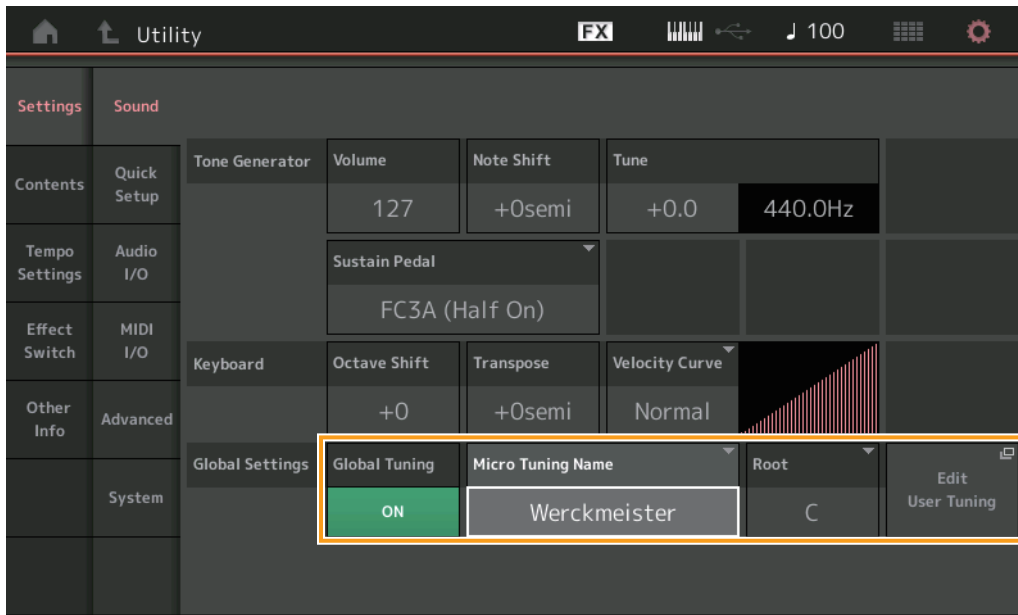 Utility
FX
♩ 100
Settings
Sound
Contents
Quick
Setup
Tempo
Settings
Audio
I/O
Effect
Switch
MIDI
I/O
Other
Info
Advanced
System
Tone Generator
Volume
127
Note Shift
+0semi
Tune
+0.0
440.0Hz
Sustain Pedal
FC3A (Half On)
Keyboard
Octave Shift
+0
Transpose
+0semi
Velocity Curve
Normal
Global Settings
Global Tuning
ON
Micro Tuning Name
Werckmeister
Root
C
Edit
User Tuning